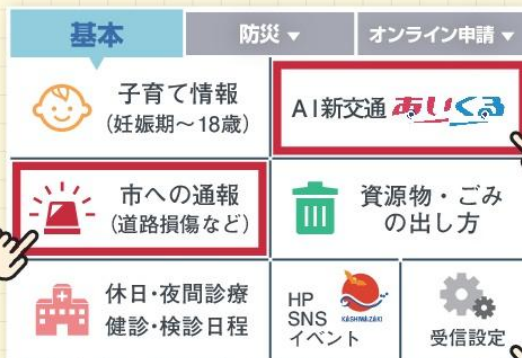 基本
防災 ▼
オンライン申請 ▼
子育て情報
(妊娠期～18歳)
AI新交通 あいくる
市への通報
(道路損傷など)
資源物・ごみ
の出し方
休日・夜間診療
健診・検診日程
HP
SNS
イベント
KASHIWAZAKI
受信設定